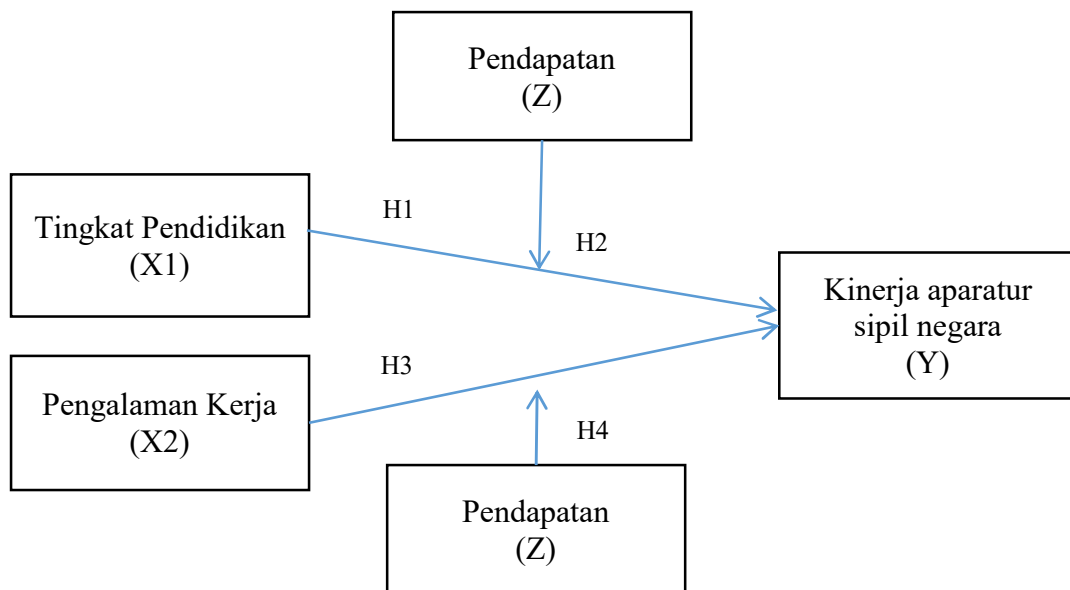 Pendapatan
(Z)
H1
Tingkat Pendidikan
(X1)
H2
Kinerja aparatur
sipil negara
(Y)
H3
Pengalaman Kerja
(X2)
H4
Pendapatan
(Z)